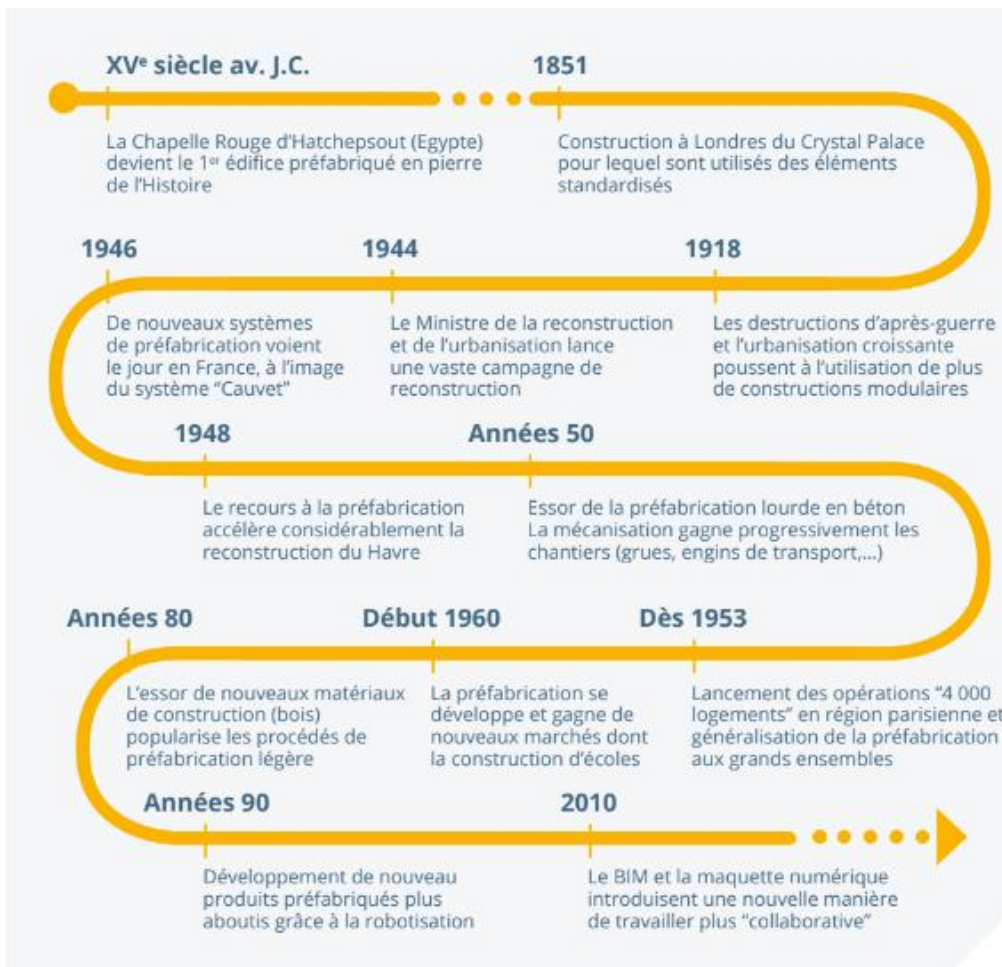 XVe siècle av. J.C.
La Chapelle Rouge d'Hatchepsout (Egypte)
devient le 1er édifice préfabriqué en pierre
de l'Histoire
1851
Construction à Londres du Crystal Palace
pour lequel sont utilisés des éléments
standardisés
1918
Les destructions d'après-guerre
et l'urbanisation croissante
poussent à l'utilisation de plus
de constructions modulaires
1944
Le Ministre de la reconstruction
et de l'urbanisation lance
une vaste campagne de
reconstruction
1946
De nouveaux systèmes
de préfabrication voient
le jour en France, à l'image
du système "Cauvet"
1948
Le recours à la préfabrication
accélère considérablement la
reconstruction du Havre
Années 50
Essor de la préfabrication lourde en béton
La mécanisation gagne progressivement les
chantiers (grues, engins de transport,...)
Dès 1953
Lancement des opérations "4 000
logements" en région parisienne et
généralisation de la préfabrication
aux grands ensembles
Début 1960
La préfabrication se
développe et gagne de
nouveaux marchés dont
la construction d'écoles
Années 80
L'essor de nouveaux matériaux
de construction (bois)
popularise les procédés de
préfabrication légère
Années 90
Développement de nouveau
produits préfabriqués plus
aboutis grâce à la robotisation
2010
Le BIM et la maquette numérique
introduisent une nouvelle manière
de travailler plus "collaborative"